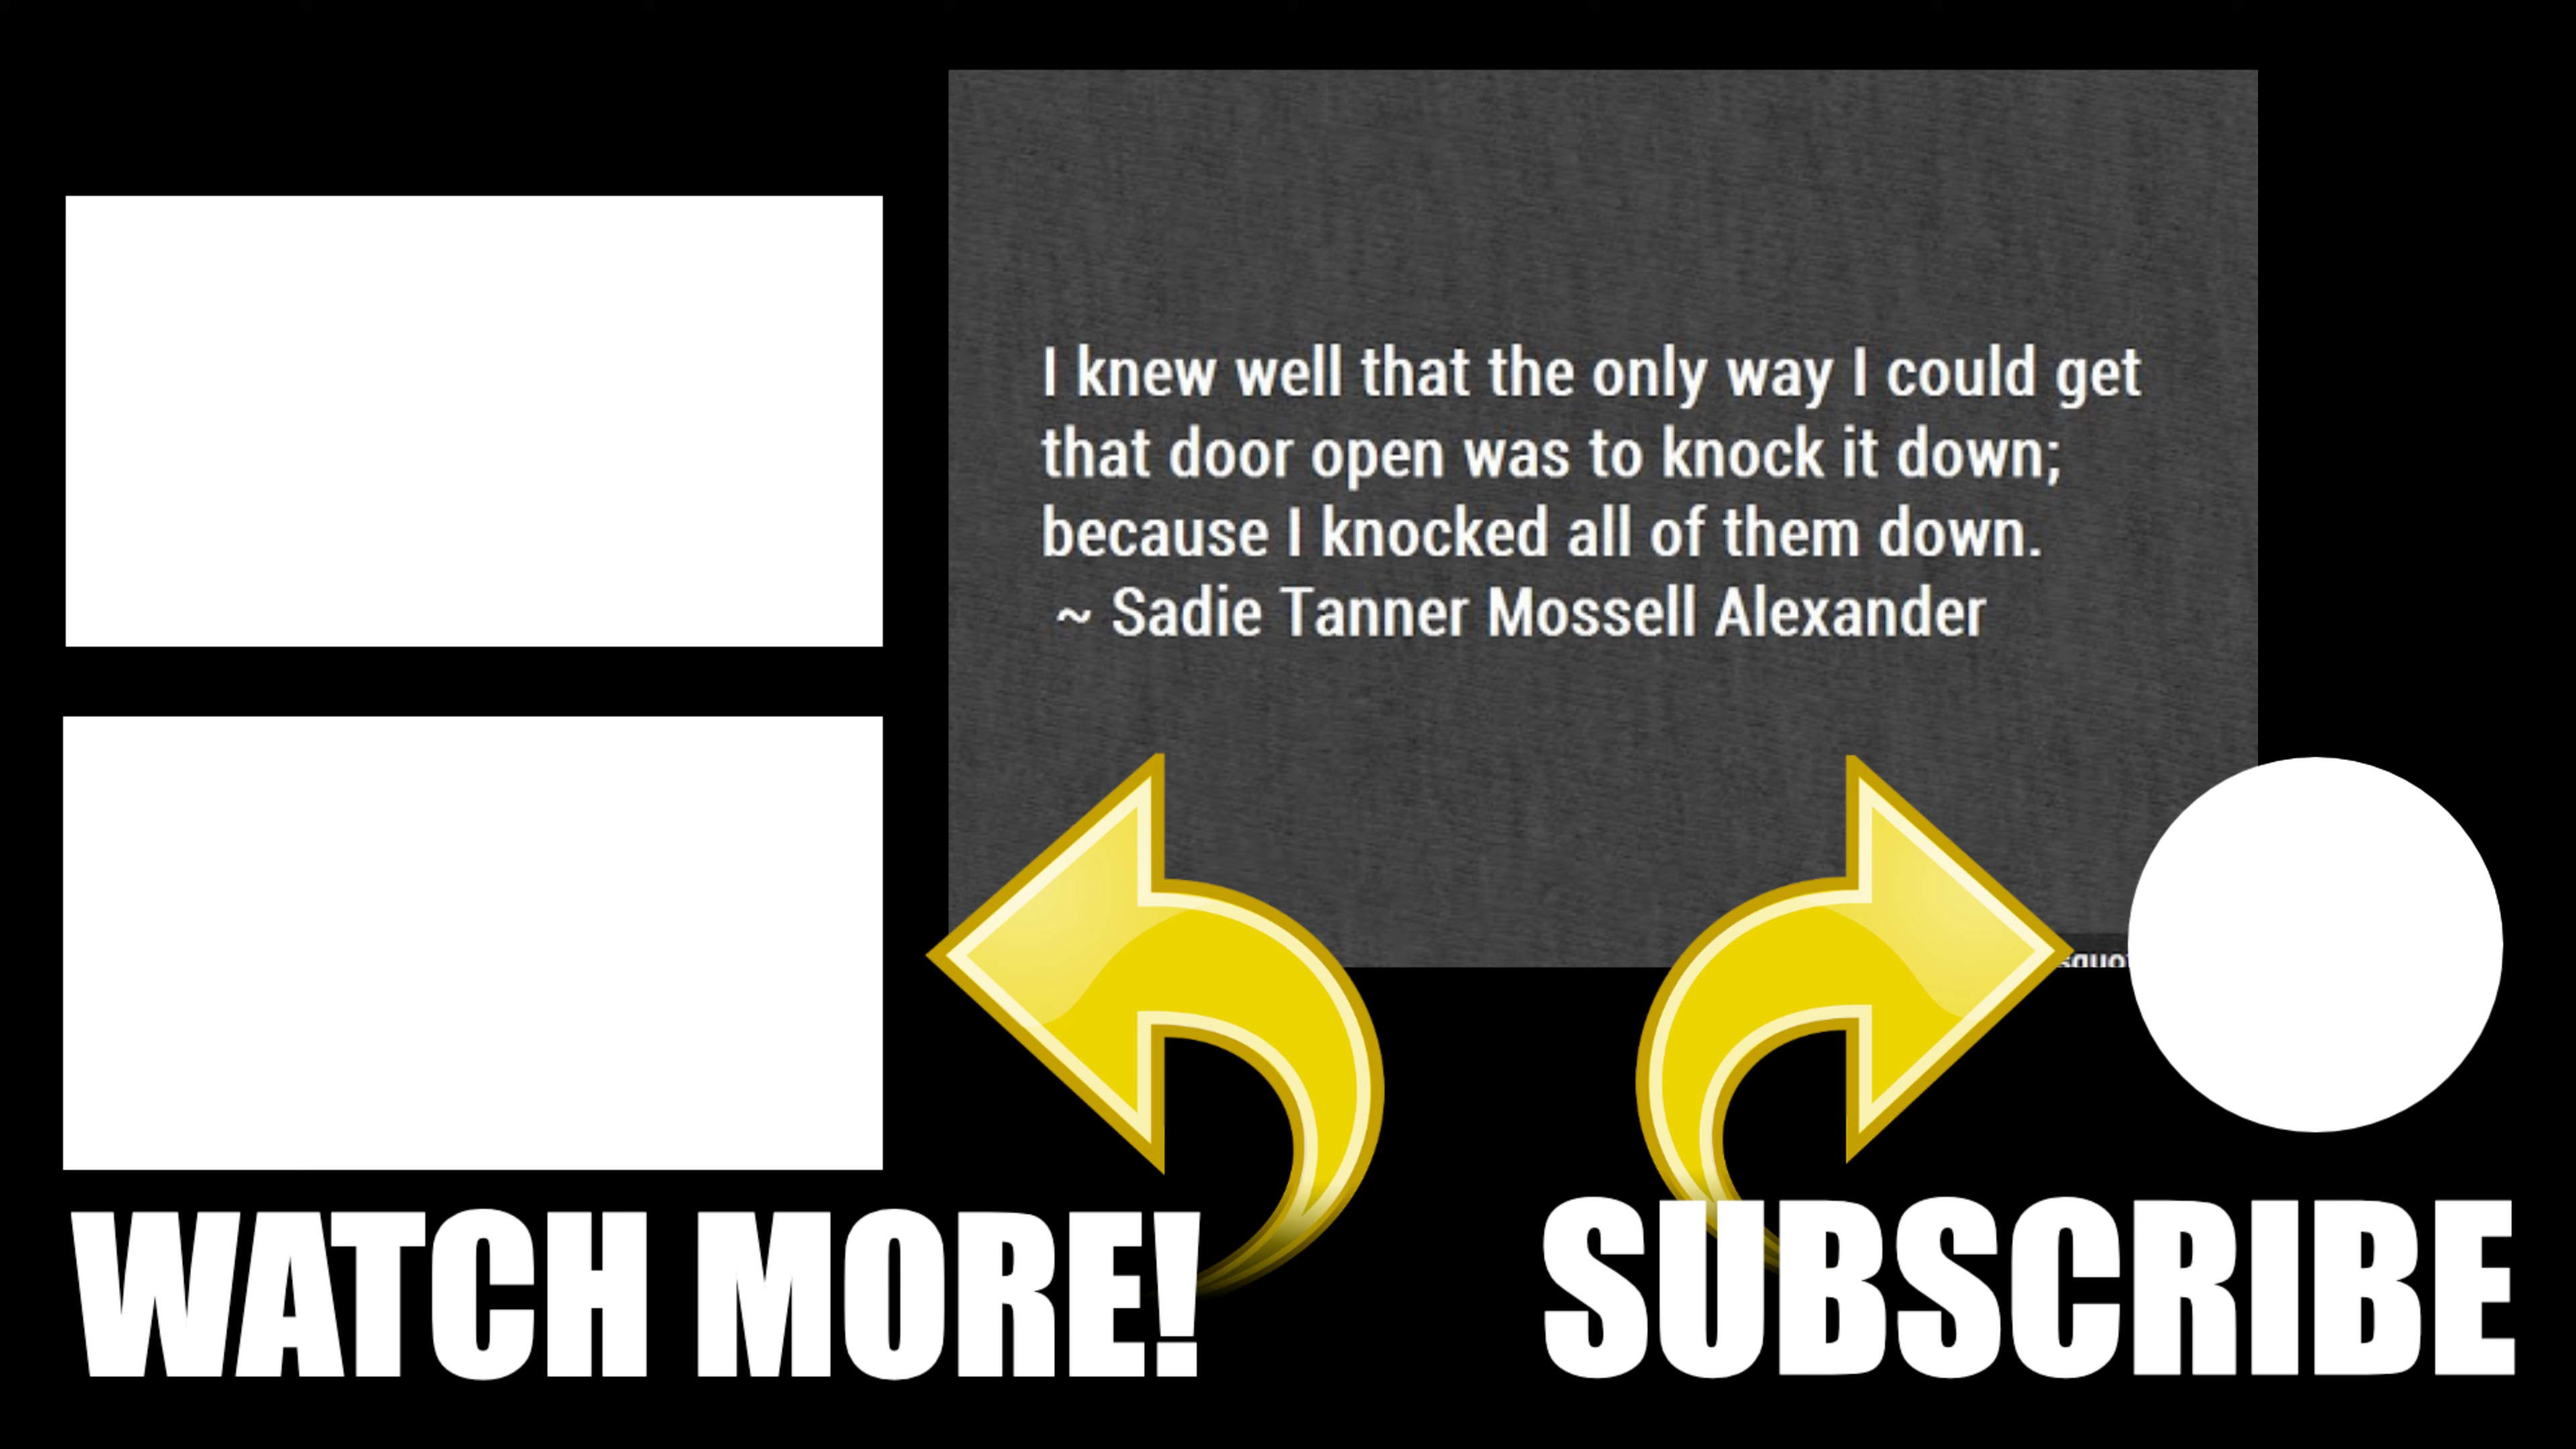 I knew well that the only way I could get
that door open was to knock it down;
because I knocked all of them down.
~ Sadie Tanner Mossell Alexander
WATCH MORE!
SUBSCRIBE